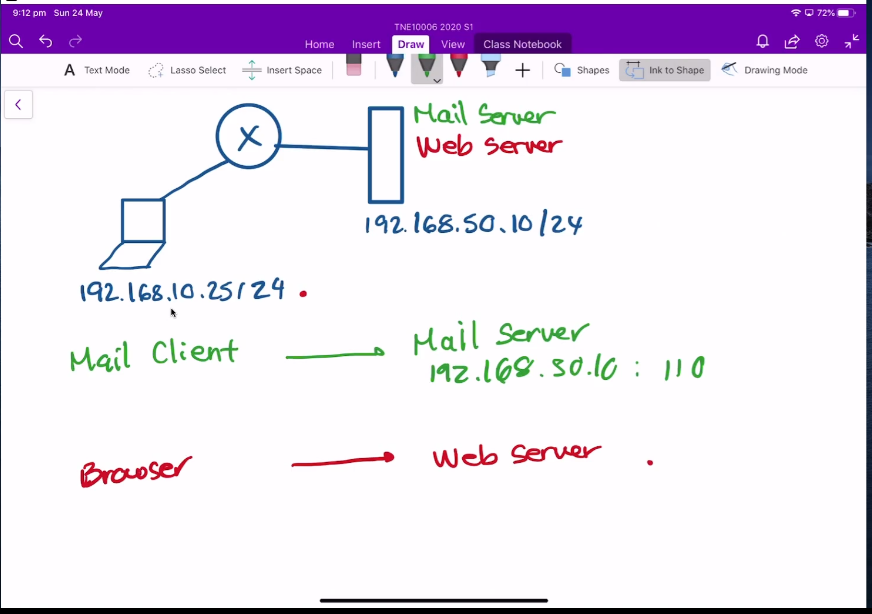 9:12 pm Sun 24 May
72%
TNE10006 2020 S1
Home Insert Draw View Class Notebook
A Text Mode Lasso Select Insert Space Shapes Ink to Shape Drawing Mode
X
Mail Server
Web Server
192.168.50.10/24
192.168.10.25/24
Mail Client
Mail Server
192.168.50.10 : 110
Browser
Web Server